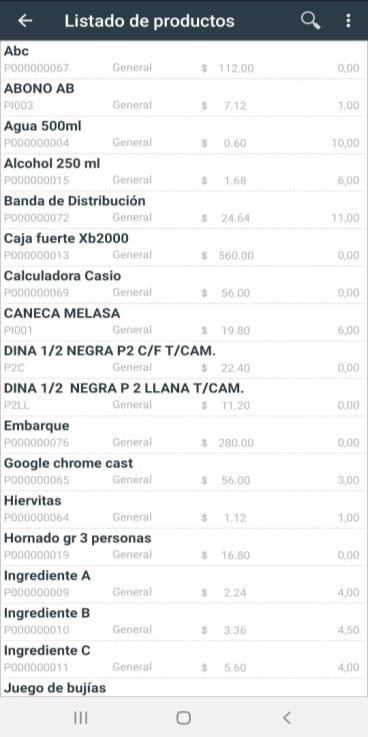 Listado de productos
Abc
P000000067 General $ 112.00 0,00
ABONO AB
PI003 General $ 7.12 1,00
Agua 500ml
P000000004 General $ 0.60 10,00
Alcohol 250 ml
P000000015 General $ 1.68 6,00
Banda de Distribución
P000000072 General $ 24.64 11,00
Caja fuerte Xb2000
P000000013 General $ 560.00 0,00
Calculadora Casio
P000000069 General $ 56.00 0,00
CANECA MELASA
PI001 General $ 19.80 6,00
DINA 1/2 NEGRA P2 C/F T/CAM.
P2C General $ 22.40 0,00
DINA 1/2  NEGRA P 2 LLANA T/CAM.
P2LL General $ 11.20 0,00
Embarque
P000000076 General $ 280.00 0,00
Google chrome cast
P000000065 General $ 56.00 3,00
Hiervitas
P000000064 General $ 1.12 1,00
Hornado gr 3 personas
P000000019 General $ 16.80 0,00
Ingrediente A
P000000009 General $ 2.24 4,00
Ingrediente B
P000000010 General $ 3.36 4,50
Ingrediente C
P000000011 General $ 5.60 4,00
Juego de bujías